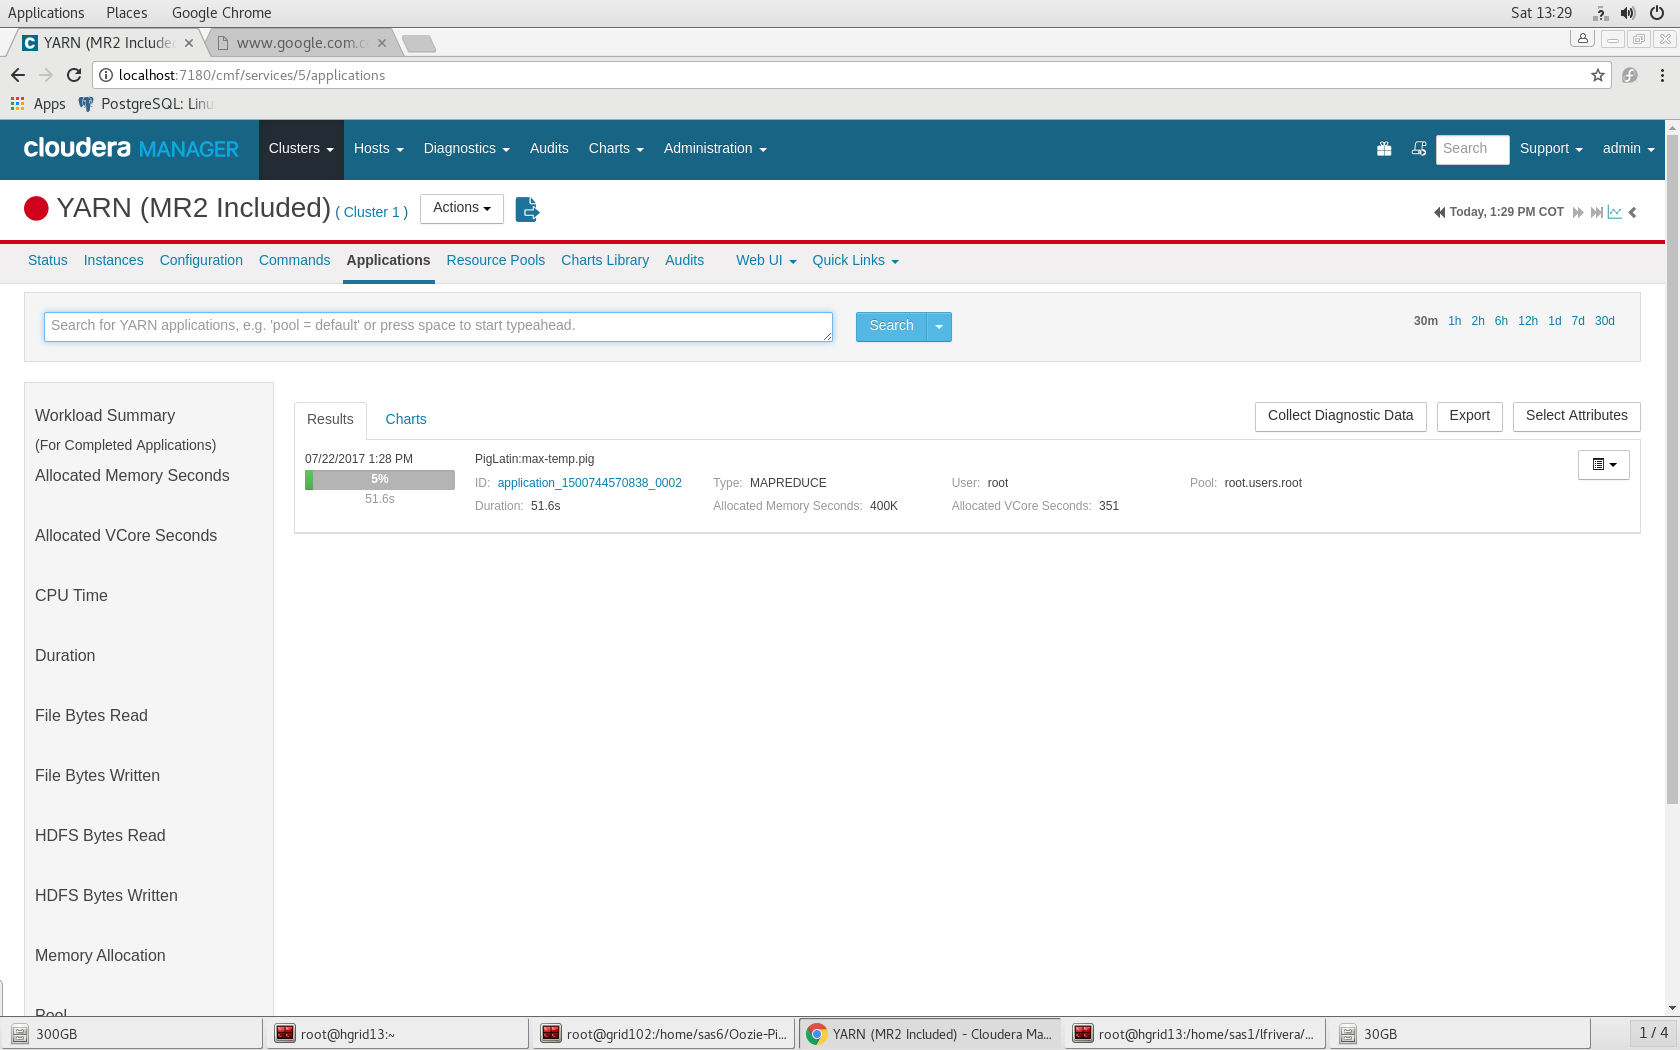 Applications Places Google Chrome Sat 13:29
YARN (MR2 Include www.google.com.c
localhost:7180/cmf/services/5/applications
Apps PostgreSQL: Linu
cloudera MANAGER Clusters Hosts Diagnostics Audits Charts Administration Search Support admin
YARN (MR2 Included) ( Cluster 1 ) Actions Today, 1:29 PM COT
Status Instances Configuration Commands Applications Resource Pools Charts Library Audits Web UI Quick Links
Search for YARN applications, e.g. 'pool = default' or press space to start typeahead. Search 30m 1h 2h 6h 12h 1d 7d 30d
Workload Summary
(For Completed Applications)
Allocated Memory Seconds
Allocated VCore Seconds
CPU Time
Duration
File Bytes Read
File Bytes Written
HDFS Bytes Read
HDFS Bytes Written
Memory Allocation
Pool
Results Charts Collect Diagnostic Data Export Select Attributes
07/22/2017 1:28 PM PigLatin:max-temp.pig
5% ID: application_1500744570838_0002 Type: MAPREDUCE User: root Pool: root.users.root
51.6s Duration: 51.6s Allocated Memory Seconds: 400K Allocated VCore Seconds: 351
300GB root@hgrid13:~ root@grid102:/home/sas6/Oozie-Pi... YARN (MR2 Included) - Cloudera Ma... root@hgrid13:/home/sas1/lfrivera/... 30GB 1 / 4